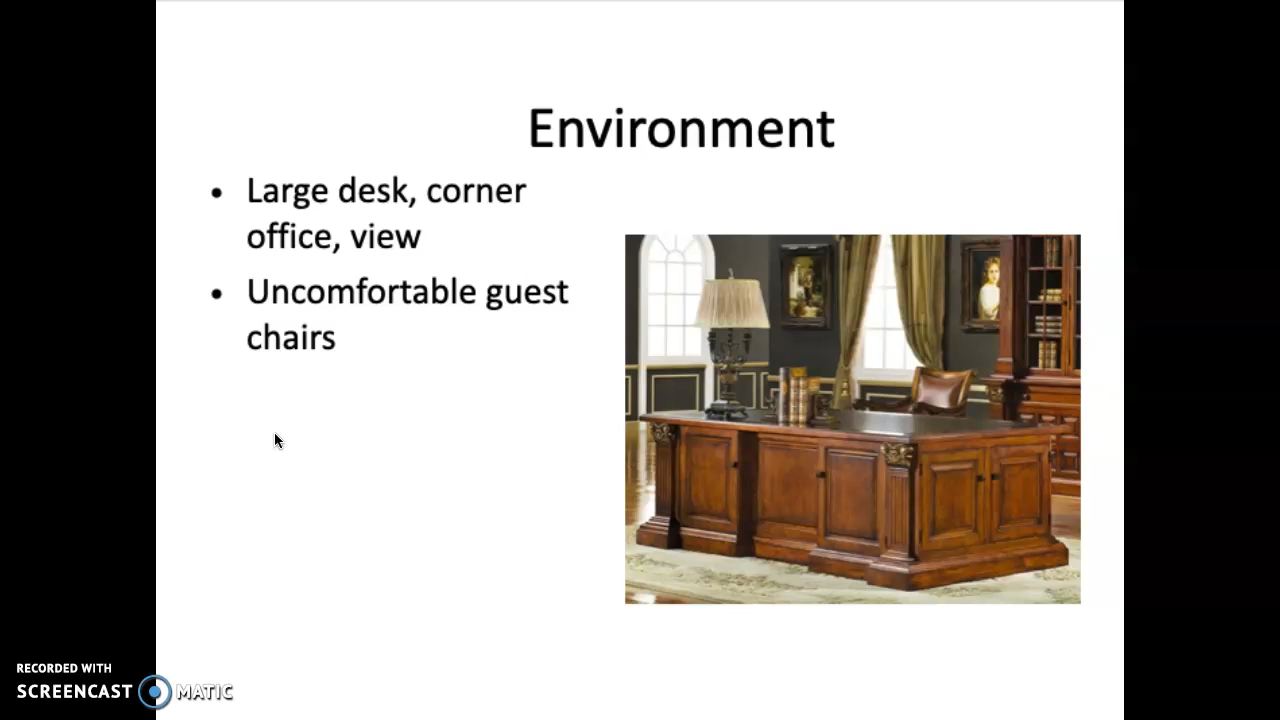 Environment
• Large desk, corner
office, view
• Uncomfortable guest
chairs
RECORDED WITH
SCREENCAST MATIC